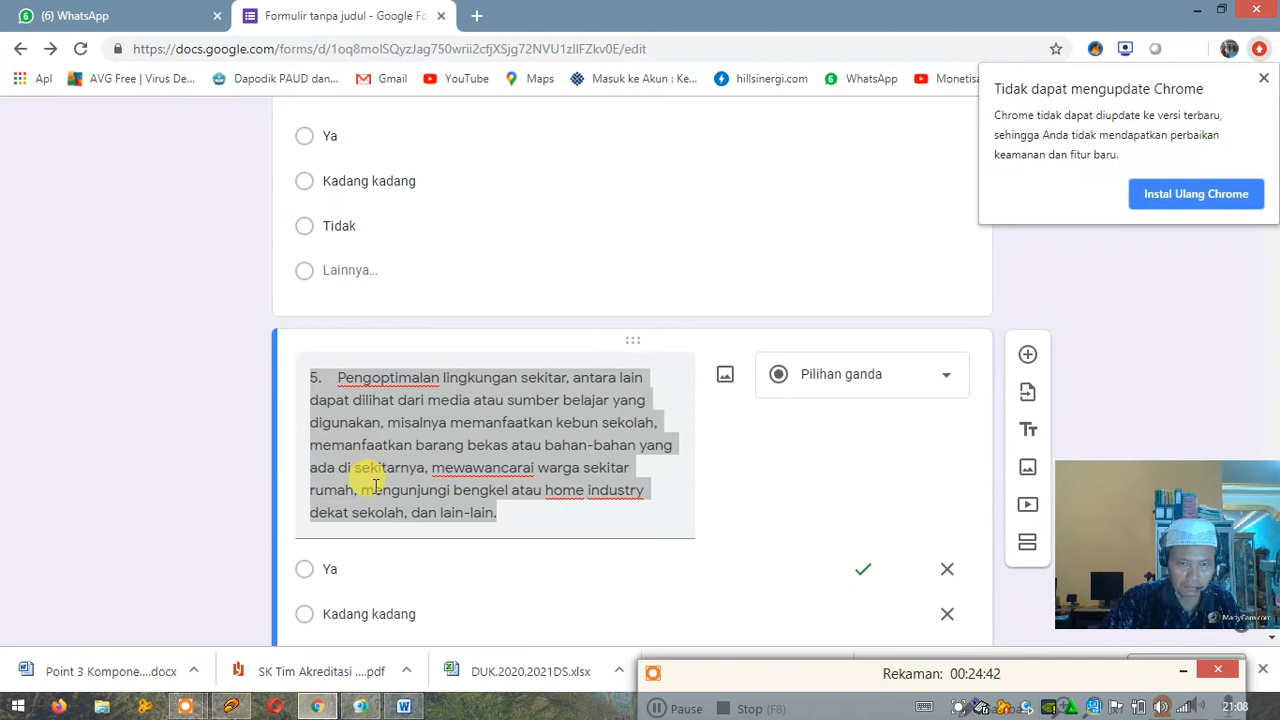 (6) WhatsApp
Formulir tanpa judul - Google Fo
https://docs.google.com/forms/d/1oq8moISQyzJag750wrii2cfjXSjg72NVU1zIIFZkv0E/edit
Apl
AVG Free | Virus De...
Dapodik PAUD dan...
Gmail
YouTube
Maps
Masuk ke Akun : Ke...
hillsinergi.com
WhatsApp
Monetisa
Tidak dapat mengupdate Chrome
Chrome tidak dapat diupdate ke versi terbaru,
sehingga Anda tidak mendapatkan perbaikan
keamanan dan fitur baru.
Instal Ulang Chrome
Ya
Kadang kadang
Tidak
Lainnya...
5. Pengoptimalan lingkungan sekitar, antara lain
dapat dilihat dari media atau sumber belajar yang
digunakan, misalnya memanfaatkan kebun sekolah,
memanfaatkan barang bekas atau bahan-bahan yang
ada di sekitarnya, mewawancarai warga sekitar
rumah, mengunjungi bengkel atau home industry
dekat sekolah, dan lain-lain.
Pilihan ganda
Tт
Ya
Kadang kadang
ManyCam.com
Point 3 Kompone....docx
SK Tim Akreditasi ....pdf
DUK.2020.2021DS.xlsx
Rekaman: 00:24:42
Pause
Stop (F8)
21:08